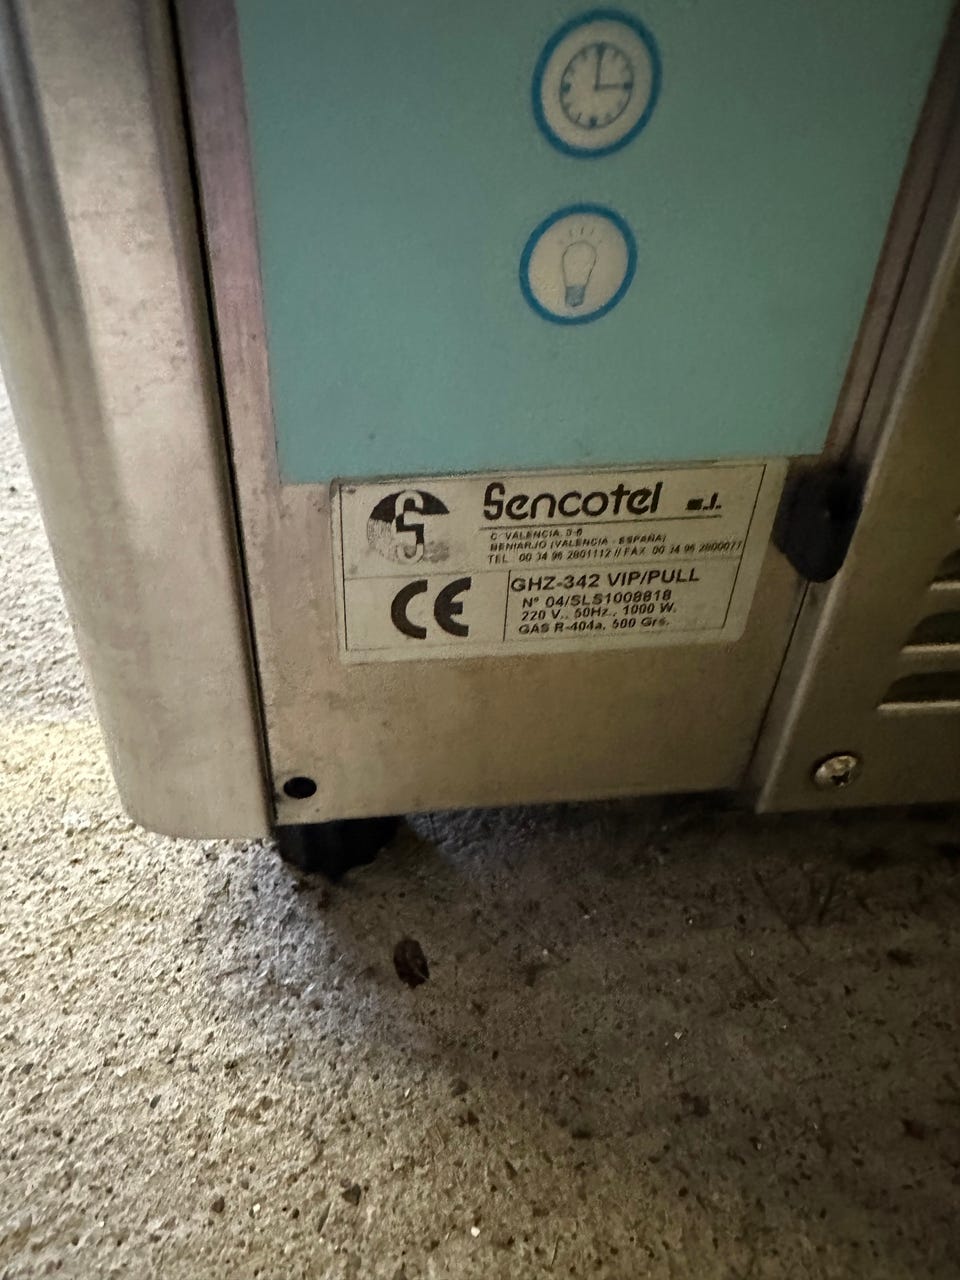 Sencotel s.l.
C/ VALENCIA, 3-6
BENIARJO (VALENCIA - ESPAÑA)
TEL : 00 34 96 2801112 // FAX 00 34 96 2800077
CE
GHZ-342 VIP/PULL
Nº 04/SLS1008818
220 V., 50Hz., 1000 W.
GAS R-404a, 500 Grs.